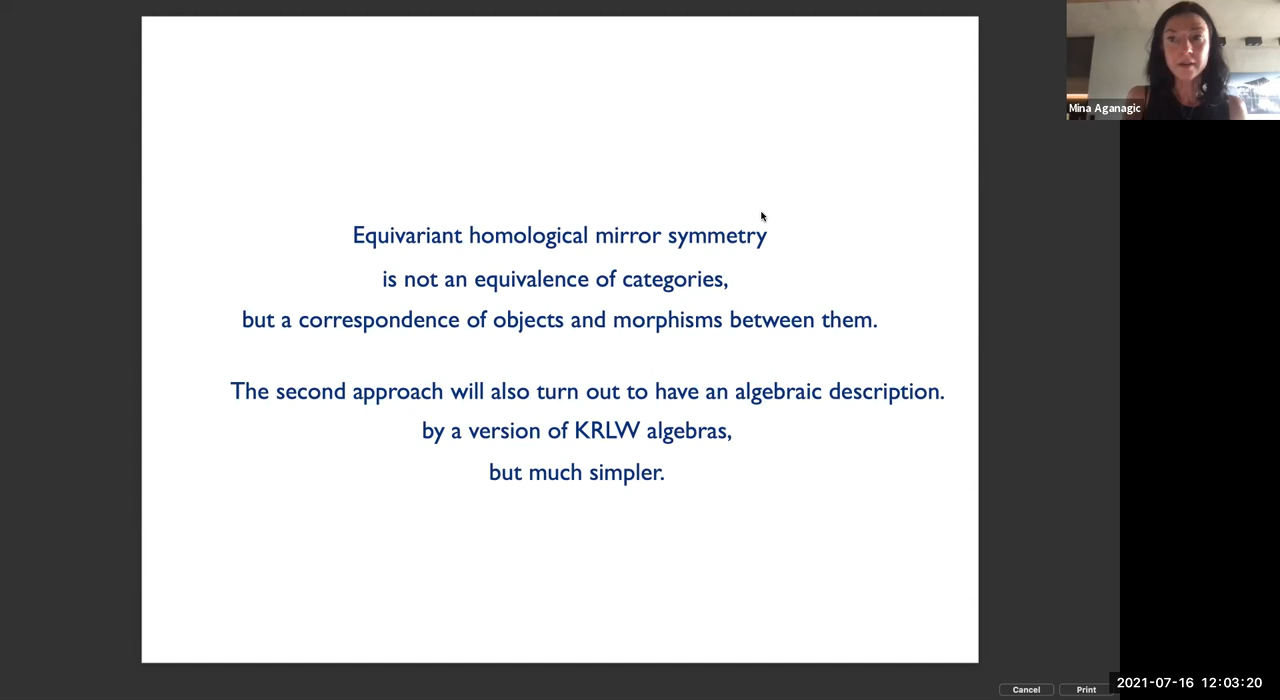 Mina Aganagic
Equivariant homological mirror symmetry
is not an equivalence of categories,
but a correspondence of objects and morphisms between them.
The second approach will also turn out to have an algebraic description.
by a version of KRLW algebras,
but much simpler.
Cancel
Print
2021-07-16 12:03:20